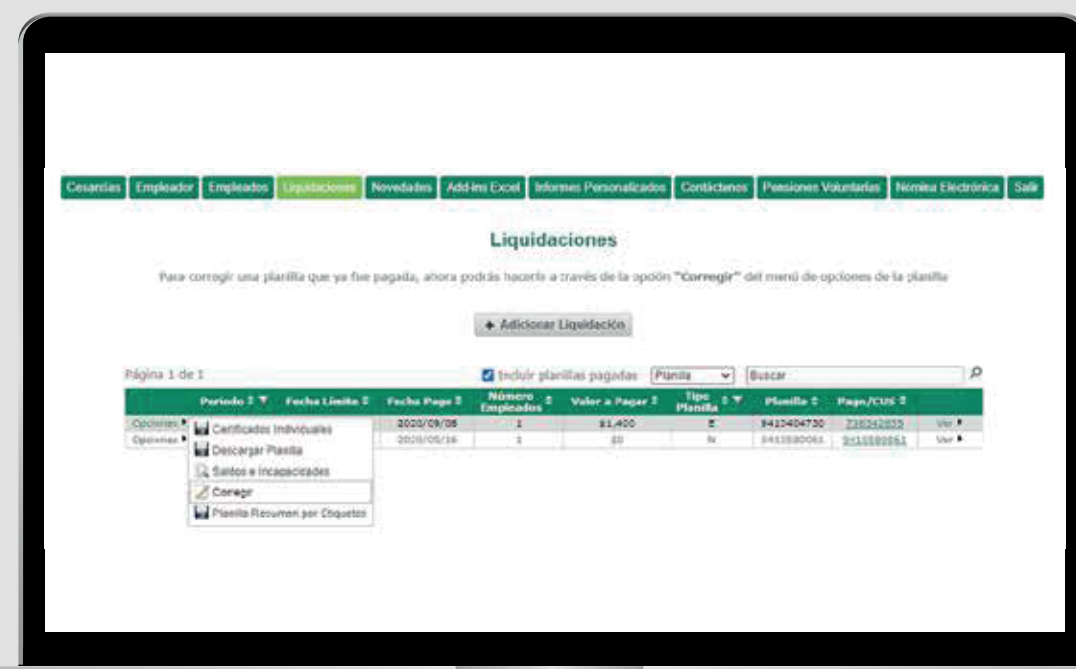 Cesantías Empleador Empleados Liquidaciones Novedades Add-ins Excel Informes Personalizados Contáctenos Pensiones Voluntarias Nómina Electrónica Salir
Liquidaciones
Para corregir una planilla que ya fue pagada, ahora podrás hacerlo a través de la opción "Corregir" del menú de opciones de la planilla
+ Adicionar Liquidación
Página 1 de 1 Incluir planillas pagadas Planilla Buscar
Periodo Fecha Límite Fecha Pago Número Empleados Valor a Pagar Tipo Planilla Planilla Pago/CUS
Opciones 2020/09/08 1 $1,400 9413404730 Ver
Opciones 2020/05/16 1 $0 N Ver
Certificados Individuales
Descargar Planilla
Saldos e Incapacidades
Corregir
Planilla Resumen por Etiquetas